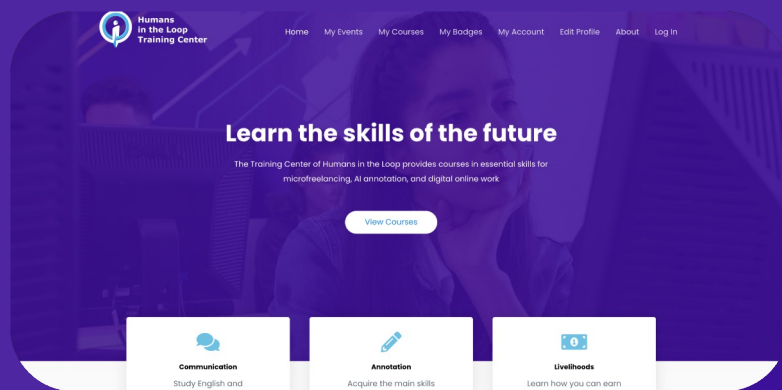 Humans
in the Loop
Training Center
Home My Events My Courses My Badges My Account Edit Profile About Log In
Learn the skills of the future
The Training Center of Humans in the Loop provides courses in essential skills for
microfreelancing, AI annotation, and digital online work
View Courses
Communication Annotation Livelihoods
Study English and Acquire the main skills Learn how you can earn